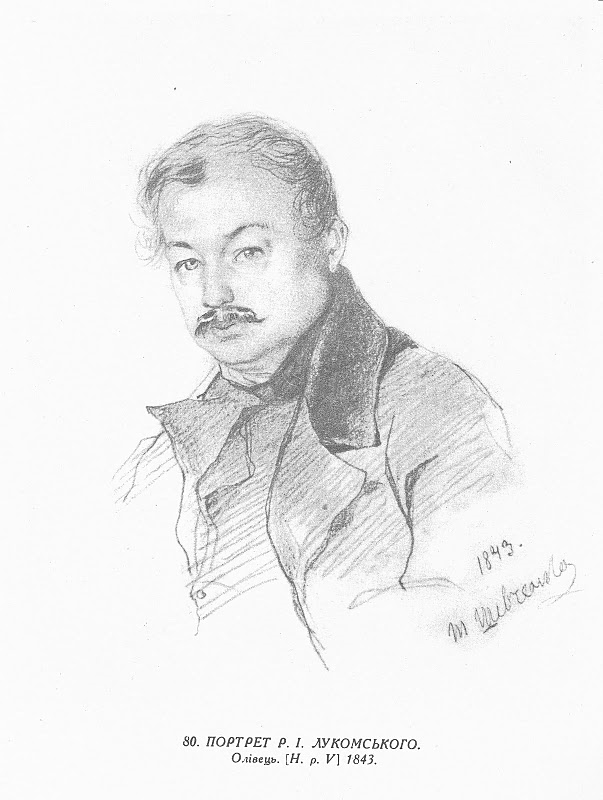 1843.
Т Шевченко
80. ПОРТРЕТ Р. І. ЛУКОМСЬКОГО.
Олівець. [Н. р. V] 1843.